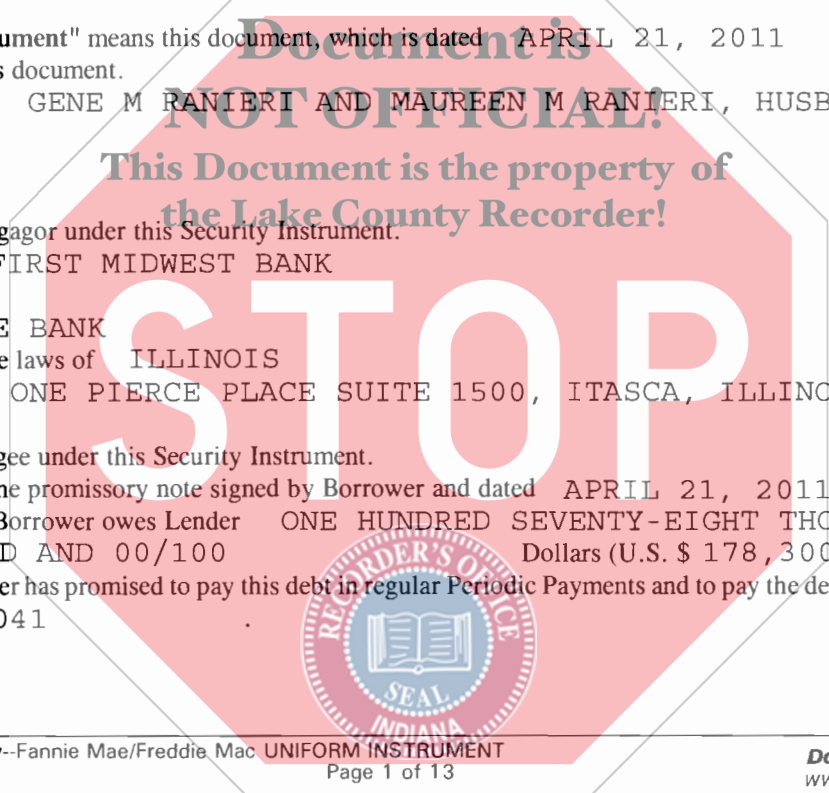 ument" means this document, which is dated APRIL 21, 2011
Document is
s document.
GENE M RANIERI AND MAUREEN M RANIERI, HUSB
NOT OFFICIAL!
This Document is the property of
the Lake County Recorder!
gagor under this Security Instrument.
FIRST MIDWEST BANK
STOP
E BANK
e laws of ILLINOIS
ONE PIERCE PLACE SUITE 1500, ITASCA, ILLINO
gee under this Security Instrument.
he promissory note signed by Borrower and dated APRIL 21, 2011
Borrower owes Lender ONE HUNDRED SEVENTY-EIGHT THO
D AND 00/100 Dollars (U.S. $ 178,300
er has promised to pay this debt in regular Periodic Payments and to pay the de
041 .
RECORDER'S OFFICE
SEAL
INDIANA
--Fannie Mae/Freddie Mac UNIFORM INSTRUMENT
Page 1 of 13
Do
ww